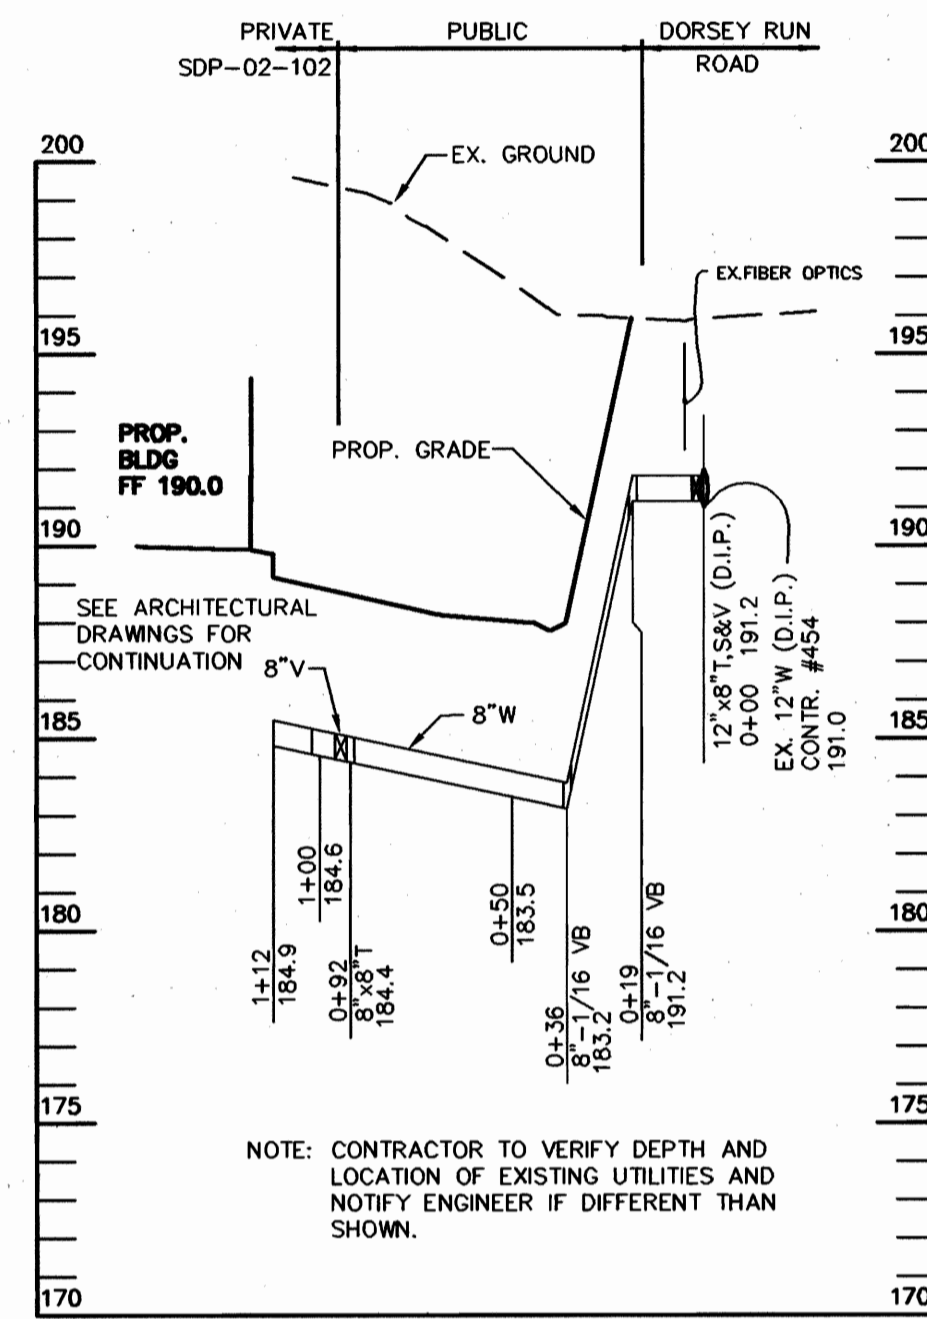 PRIVATE
PUBLIC
DORSEY RUN
SDP-02-102
ROAD
200
200
EX. GROUND
EX.FIBER OPTICS
195
195
PROP.
BLDG
FF 190.0
PROP. GRADE
190
190
SEE ARCHITECTURAL
DRAWINGS FOR
CONTINUATION
8"V
8"W
12"x8"T,S&V (D.I.P.)
0+00 191.2
EX. 12"W (D.I.P.)
CONTR. #454
191.0
185
185
1+12
184.9
1+00
184.6
0+92
8"x8"T
184.4
0+50
183.5
0+36
8"-1/16 VB
183.2
0+19
8"-1/16 VB
191.2
180
180
175
175
NOTE: CONTRACTOR TO VERIFY DEPTH AND
LOCATION OF EXISTING UTILITIES AND
NOTIFY ENGINEER IF DIFFERENT THAN
SHOWN.
170
170